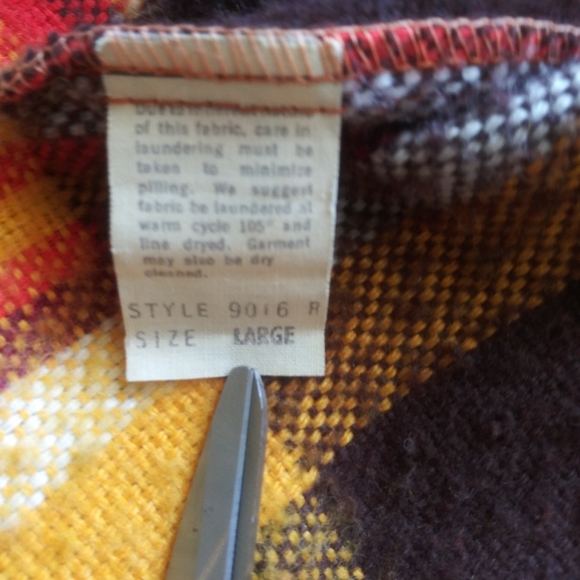 of this fabric, care in
laundering must be
taken to minimize
pilling. We suggest
fabric be laundered at
warm cycle 105° and
line dryed. Garment
may also be dry
cleaned.
STYLE 9016 R
SIZE LARGE